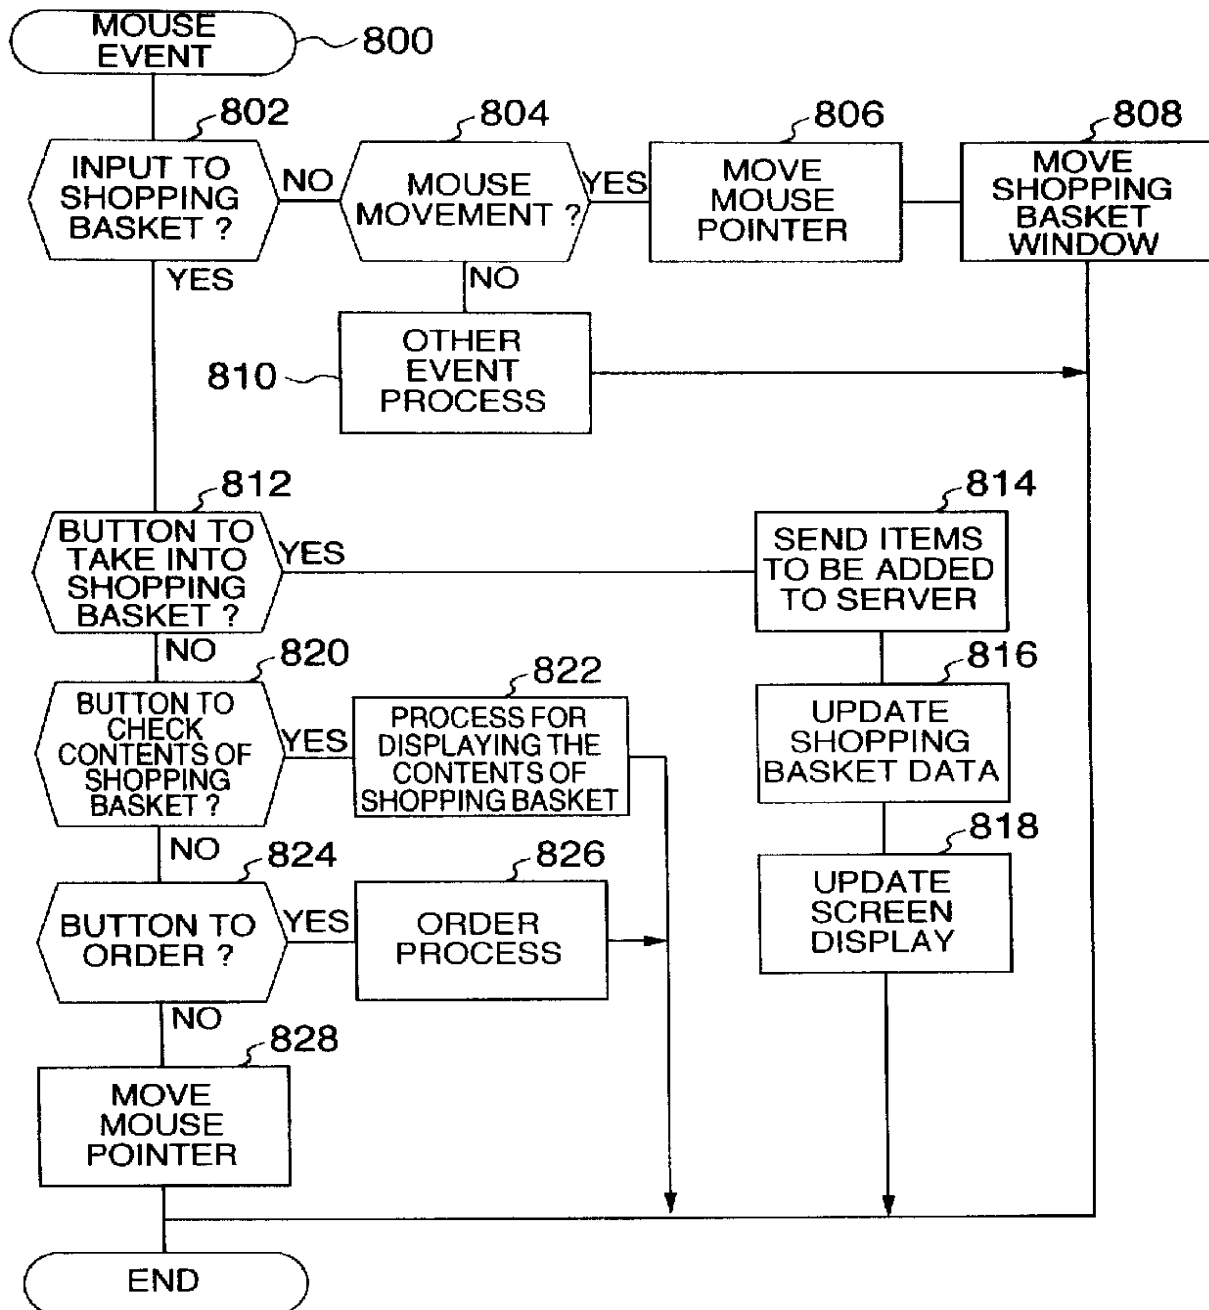 MOUSE
EVENT
800
802
INPUT TO
SHOPPING
BASKET ?
NO
YES
804
MOUSE
MOVEMENT ?
YES
NO
806
MOVE
MOUSE
POINTER
808
MOVE
SHOPPING
BASKET
WINDOW
810
OTHER
EVENT
PROCESS
812
BUTTON TO
TAKE INTO
SHOPPING
BASKET ?
YES
NO
814
SEND ITEMS
TO BE ADDED
TO SERVER
816
UPDATE
SHOPPING
BASKET DATA
818
UPDATE
SCREEN
DISPLAY
820
BUTTON TO
CHECK
CONTENTS OF
SHOPPING
BASKET ?
YES
NO
822
PROCESS FOR
DISPLAYING THE
CONTENTS OF
SHOPPING BASKET
824
BUTTON TO
ORDER ?
YES
NO
826
ORDER
PROCESS
828
MOVE
MOUSE
POINTER
END